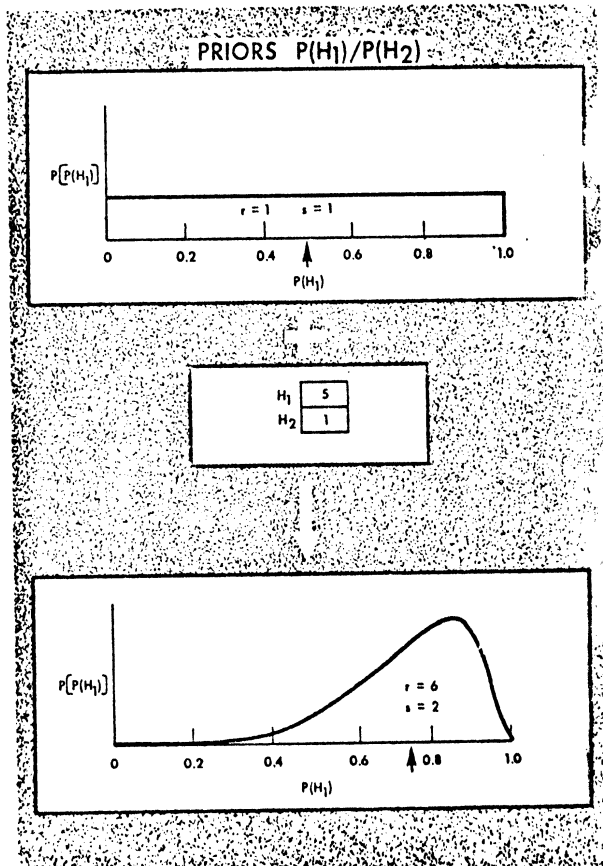 PRIORS P(H1)/P(H2)
P[P(H1)]
r = 1 s = 1
0 0.2 0.4 0.6 0.8 1.0
P(H1)
H1 5
H2 1
P[P(H1)]
r = 6
s = 2
0 0.2 0.4 0.6 0.8 1.0
P(H1)